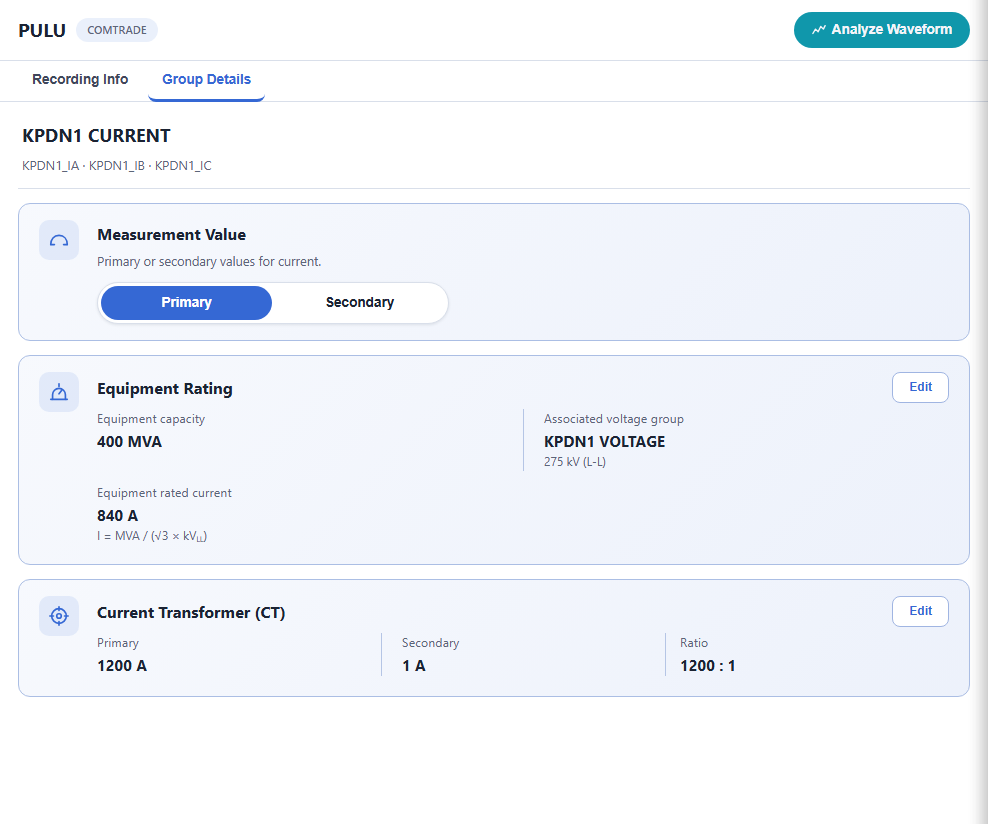 PULU COMTRADE Analyze Waveform
Recording Info Group Details
KPDN1 CURRENT
KPDN1_IA · KPDN1_IB · KPDN1_IC
Measurement Value
Primary or secondary values for current.
Primary Secondary
Equipment Rating Edit
Equipment capacity
400 MVA
Associated voltage group
KPDN1 VOLTAGE
275 kV (L-L)
Equipment rated current
840 A
I = MVA / (√3 × kV_LL)
Current Transformer (CT) Edit
Primary
1200 A
Secondary
1 A
Ratio
1200 : 1